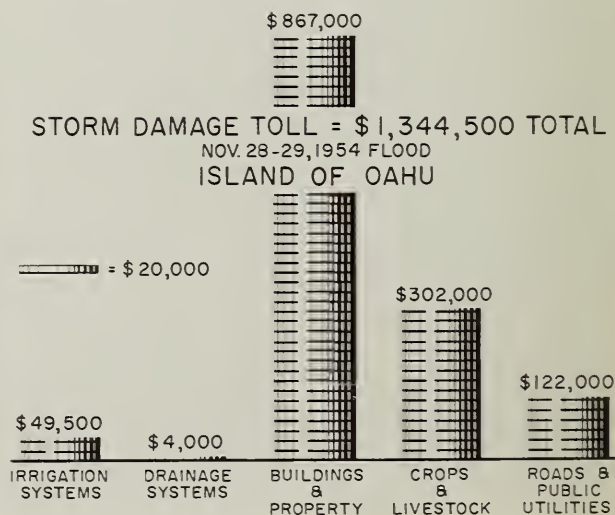 $867,000
STORM DAMAGE TOLL = $1,344,500 TOTAL
NOV. 28-29, 1954 FLOOD
ISLAND OF OAHU
= $20,000
$302,000
$122,000
$49,500
$4,000
IRRIGATION
SYSTEMS
DRAINAGE
SYSTEMS
BUILDINGS
&
PROPERTY
CROPS
&
LIVESTOCK
ROADS &
PUBLIC
UTILITIES